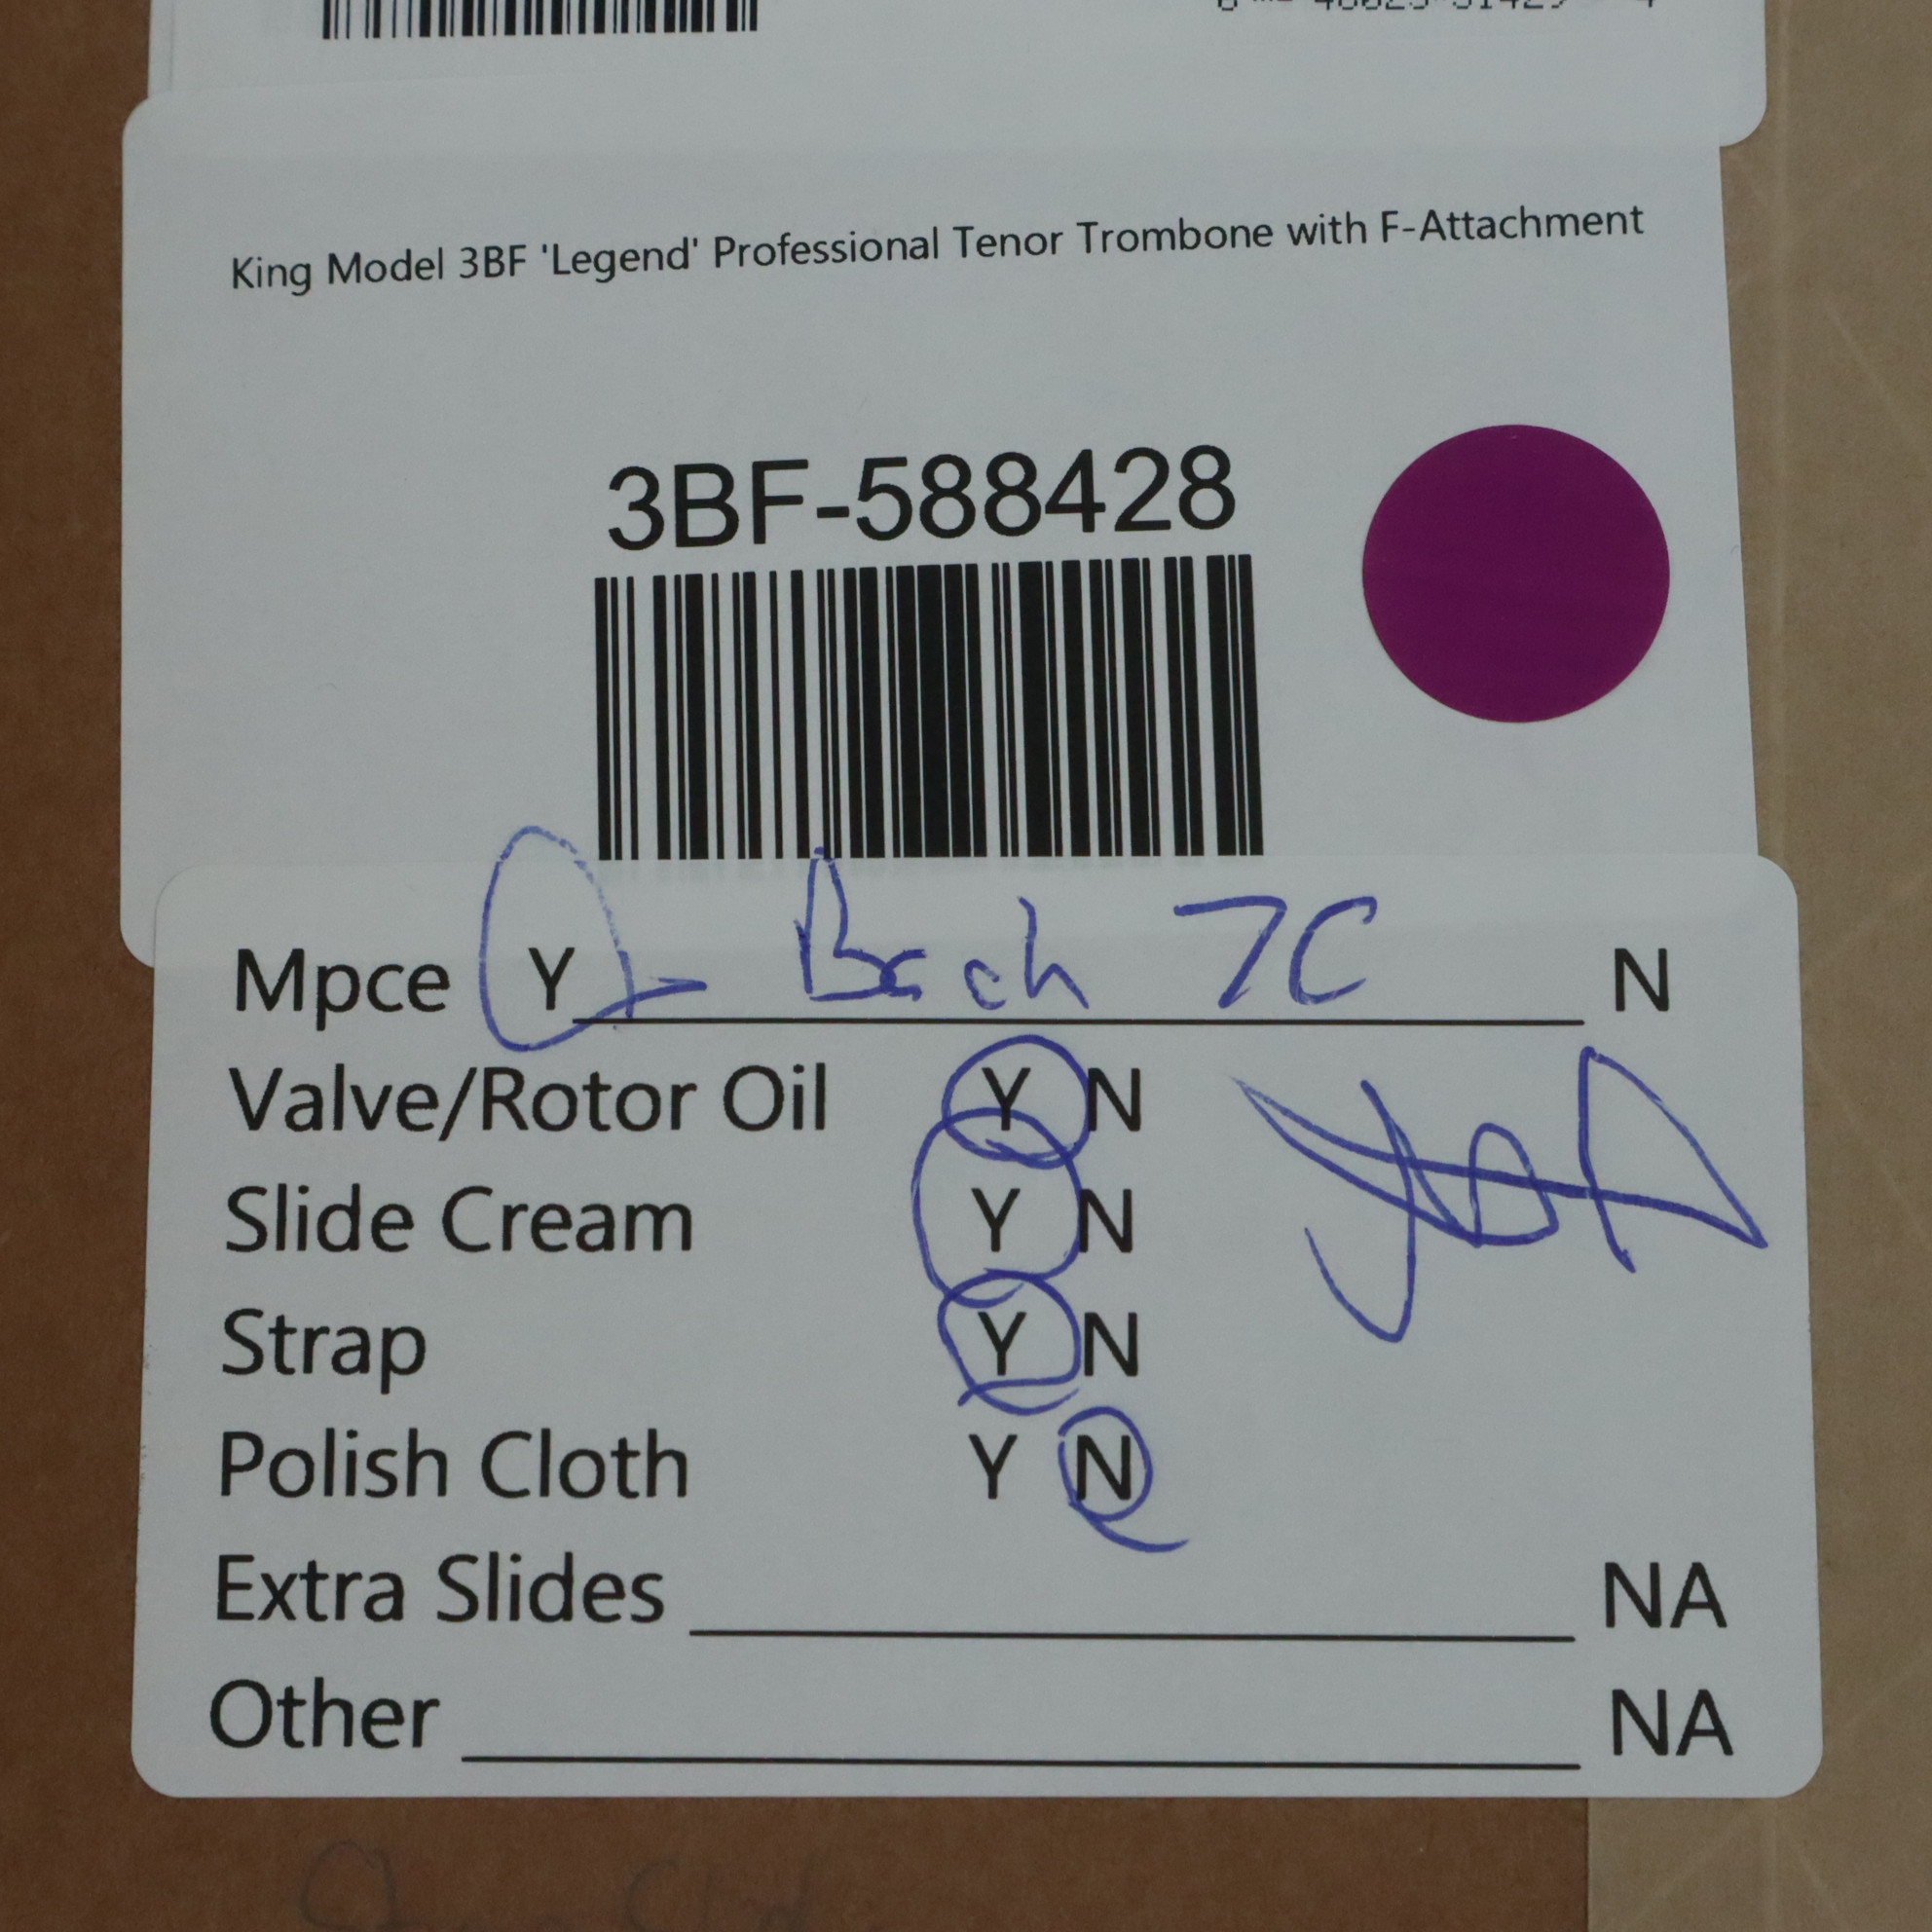 King Model 3BF 'Legend' Professional Tenor Trombone with F-Attachment
3BF-588428
Mpce Y Bach 7C N
Valve/Rotor Oil Y N
Slide Cream Y N
Strap Y N
Polish Cloth Y N
Extra Slides NA
Other NA